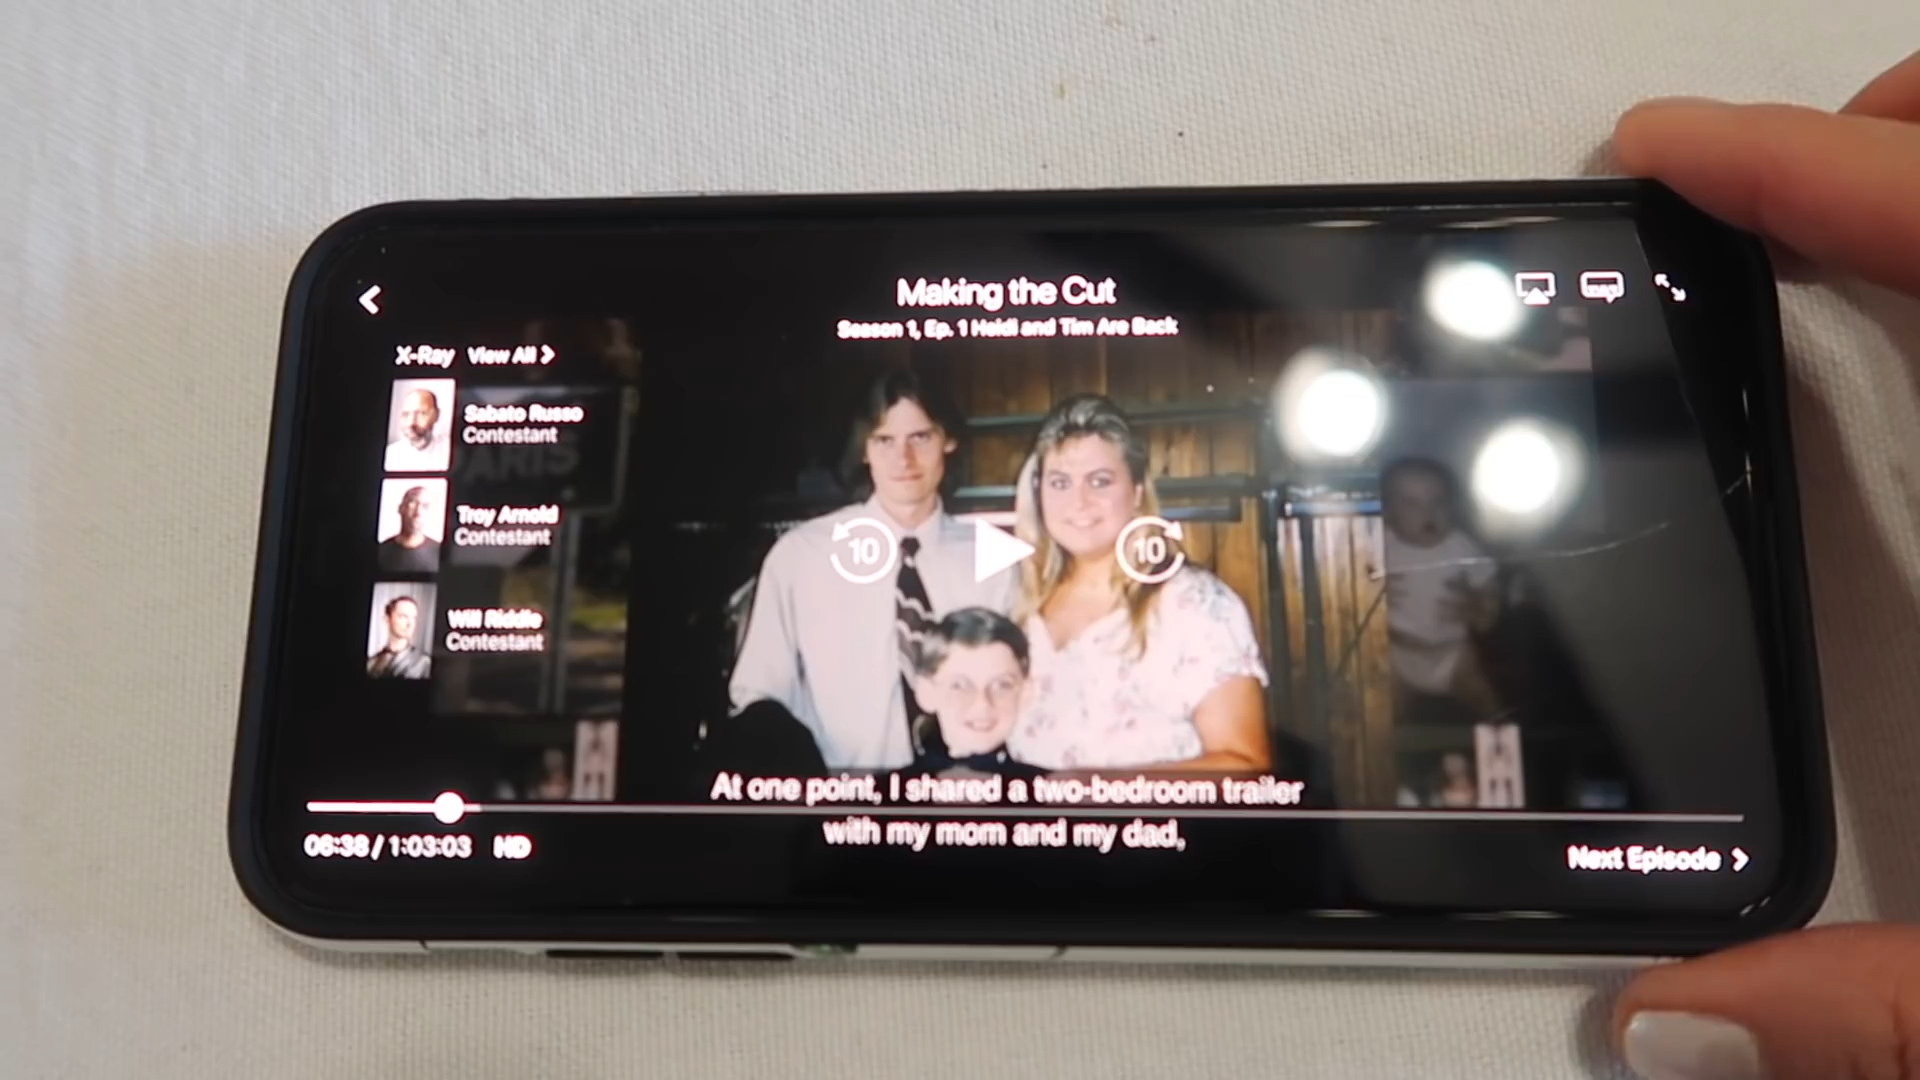 Making the Cut
Season 1, Ep. 1 Heidi and Tim Are Back
X-Ray View All
Sabato Russo
Contestant
PARIS
Troy Arnold
Contestant
Will Riddle
Contestant
10
10
At one point, I shared a two-bedroom trailer
with my mom and my dad,
06:38 / 1:03:03 HD
Next Episode